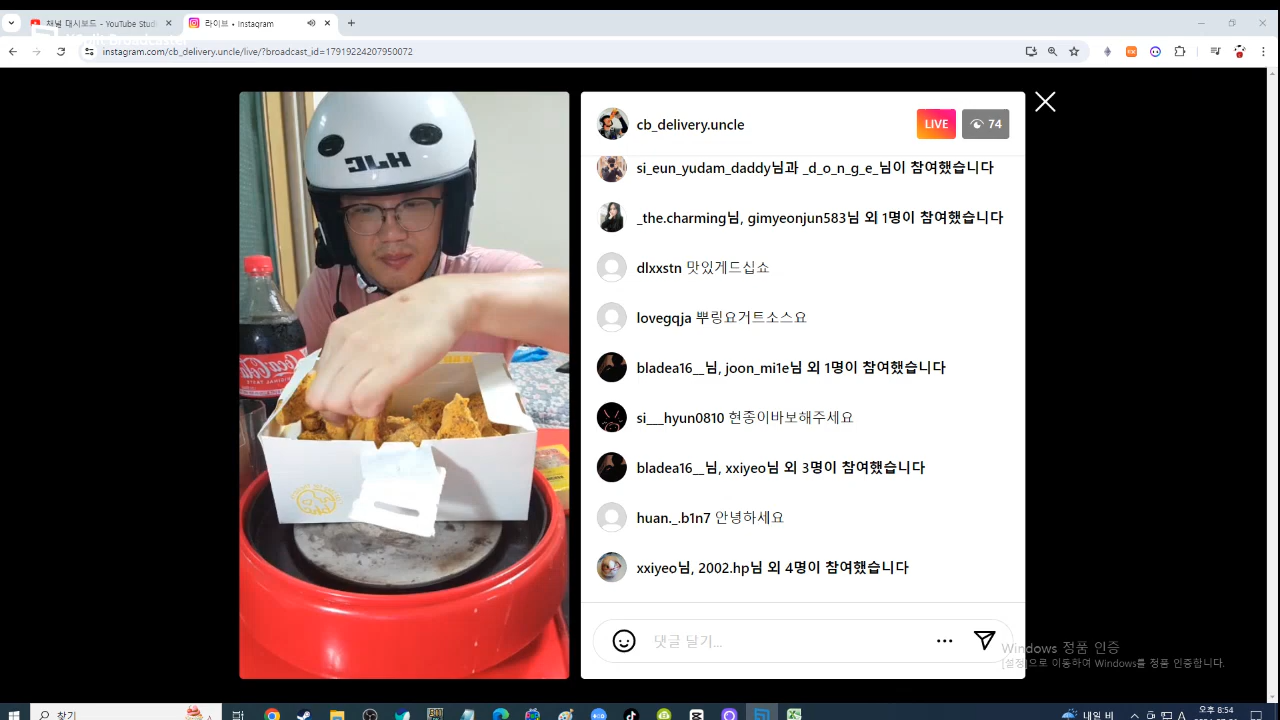 채널 대시보드 - YouTube Studi
라이브 • Instagram
instagram.com/cb_delivery.uncle/live/?broadcast_id=17919224207950072
HJC
Coca-Cola
ORIGINAL TASTE
cb_delivery.uncle
LIVE
74
si_eun_yudam_daddy님과 _d_o_n_g_e_님이 참여했습니다
_the.charming님, gimyeonjun583님 외 1명이 참여했습니다
dlxxstn 맛있게드십쇼
lovegqja 뿌링요거트소스요
bladea16__님, joon_mi1e님 외 1명이 참여했습니다
si___hyun0810 현종이바보해주세요
bladea16__님, xxiyeo님 외 3명이 참여했습니다
huan._.b1n7 안녕하세요
xxiyeo님, 2002.hp님 외 4명이 참여했습니다
댓글 달기...
Windows 정품 인증
[설정]으로 이동하여 Windows를 정품 인증합니다.
찾기
내일 비
A
오후 8:54